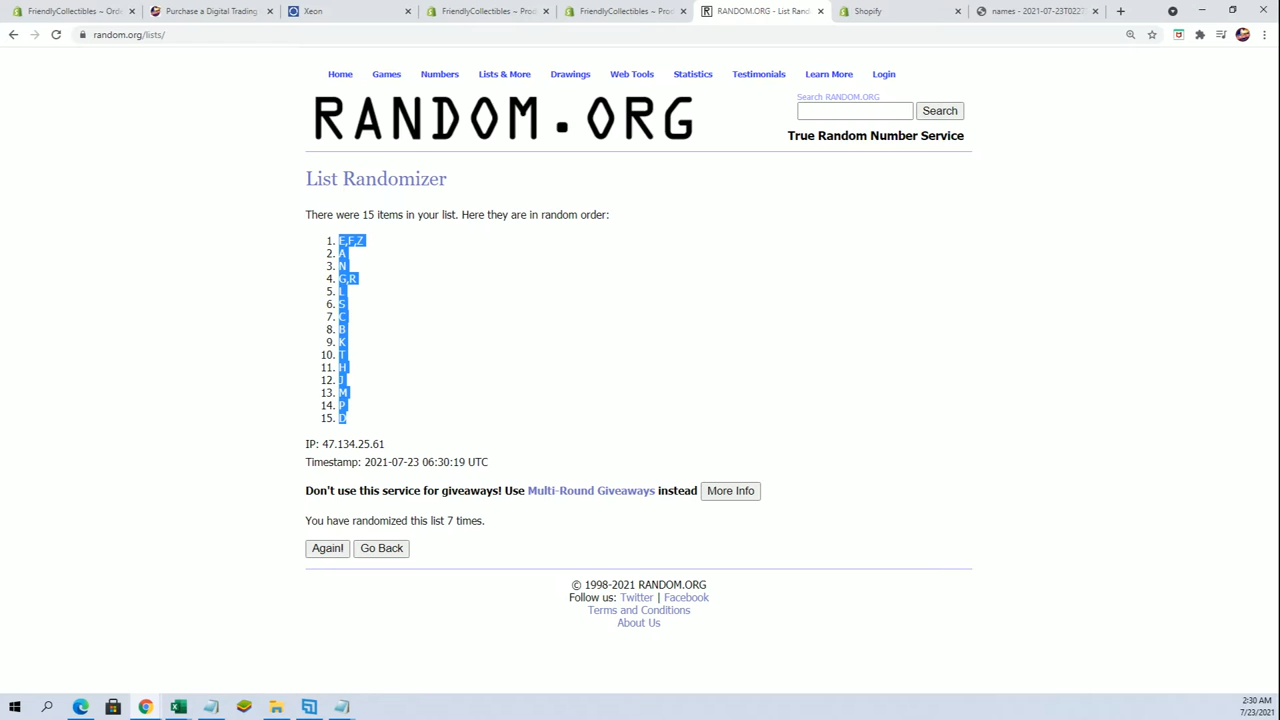 FriendlyCollectibles ~ Orde
Purchase a Digital Trading
Xeon
FriendlyCollectibles ~ Prod
FriendlyCollectibles ~ Prod
RANDOM.ORG - List Rand
Shopify
names - 2021-07-23T0227
random.org/lists/
Home Games Numbers Lists & More Drawings Web Tools Statistics Testimonials Learn More Login
RANDOM.ORG
Search RANDOM.ORG
Search
True Random Number Service
List Randomizer
There were 15 items in your list. Here they are in random order:
1. E,F,Z
2. A
3. N
4. G,R
5. L
6. S
7. C
8. B
9. K
10. T
11. H
12. J
13. M
14. P
15. D
IP: 47.134.25.61
Timestamp: 2021-07-23 06:30:19 UTC
Don't use this service for giveaways! Use Multi-Round Giveaways instead More Info
You have randomized this list 7 times.
Again! Go Back
© 1998-2021 RANDOM.ORG
Follow us: Twitter | Facebook
Terms and Conditions
About Us
2:30 AM
7/23/2021